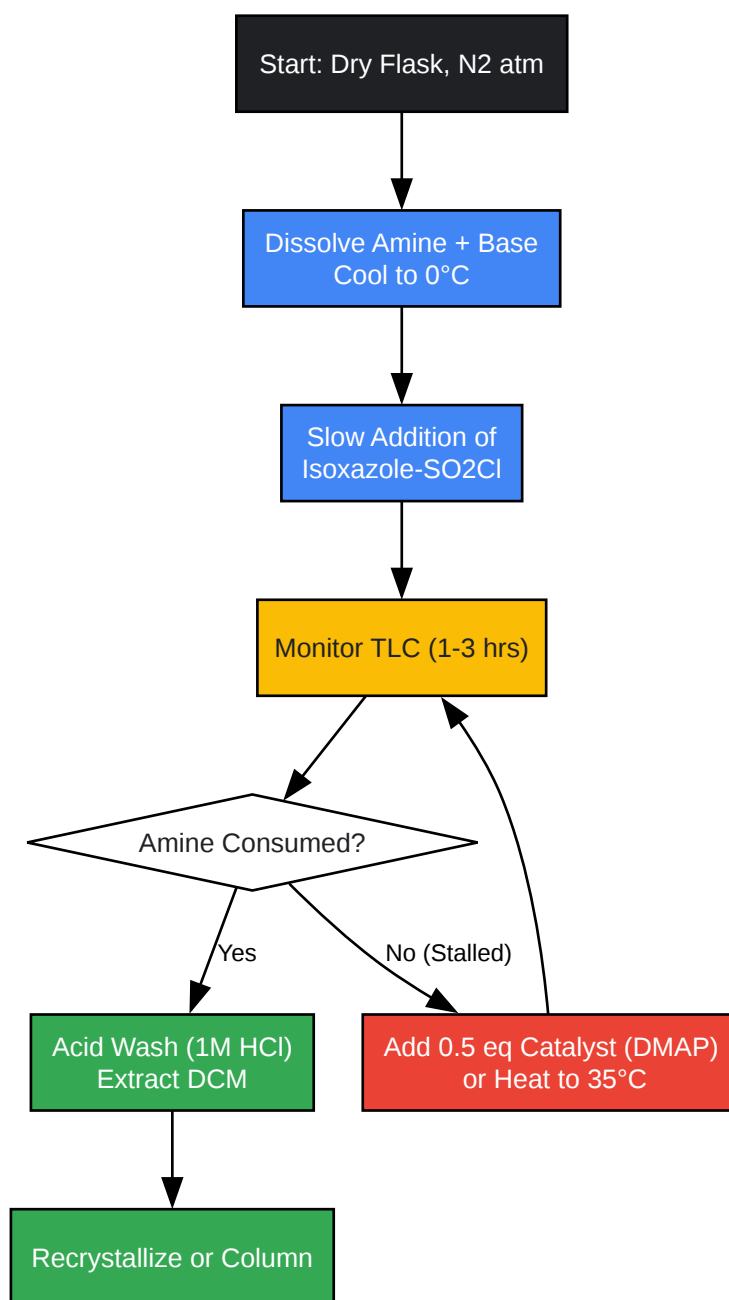 Start: Dry Flask, N2 atm
Dissolve Amine + Base
Cool to 0°C
Slow Addition of
Isoxazole-SO2Cl
Monitor TLC (1-3 hrs)
Amine Consumed?
Yes
No (Stalled)
Acid Wash (1M HCl)
Extract DCM
Add 0.5 eq Catalyst (DMAP)
or Heat to 35°C
Recrystallize or Column